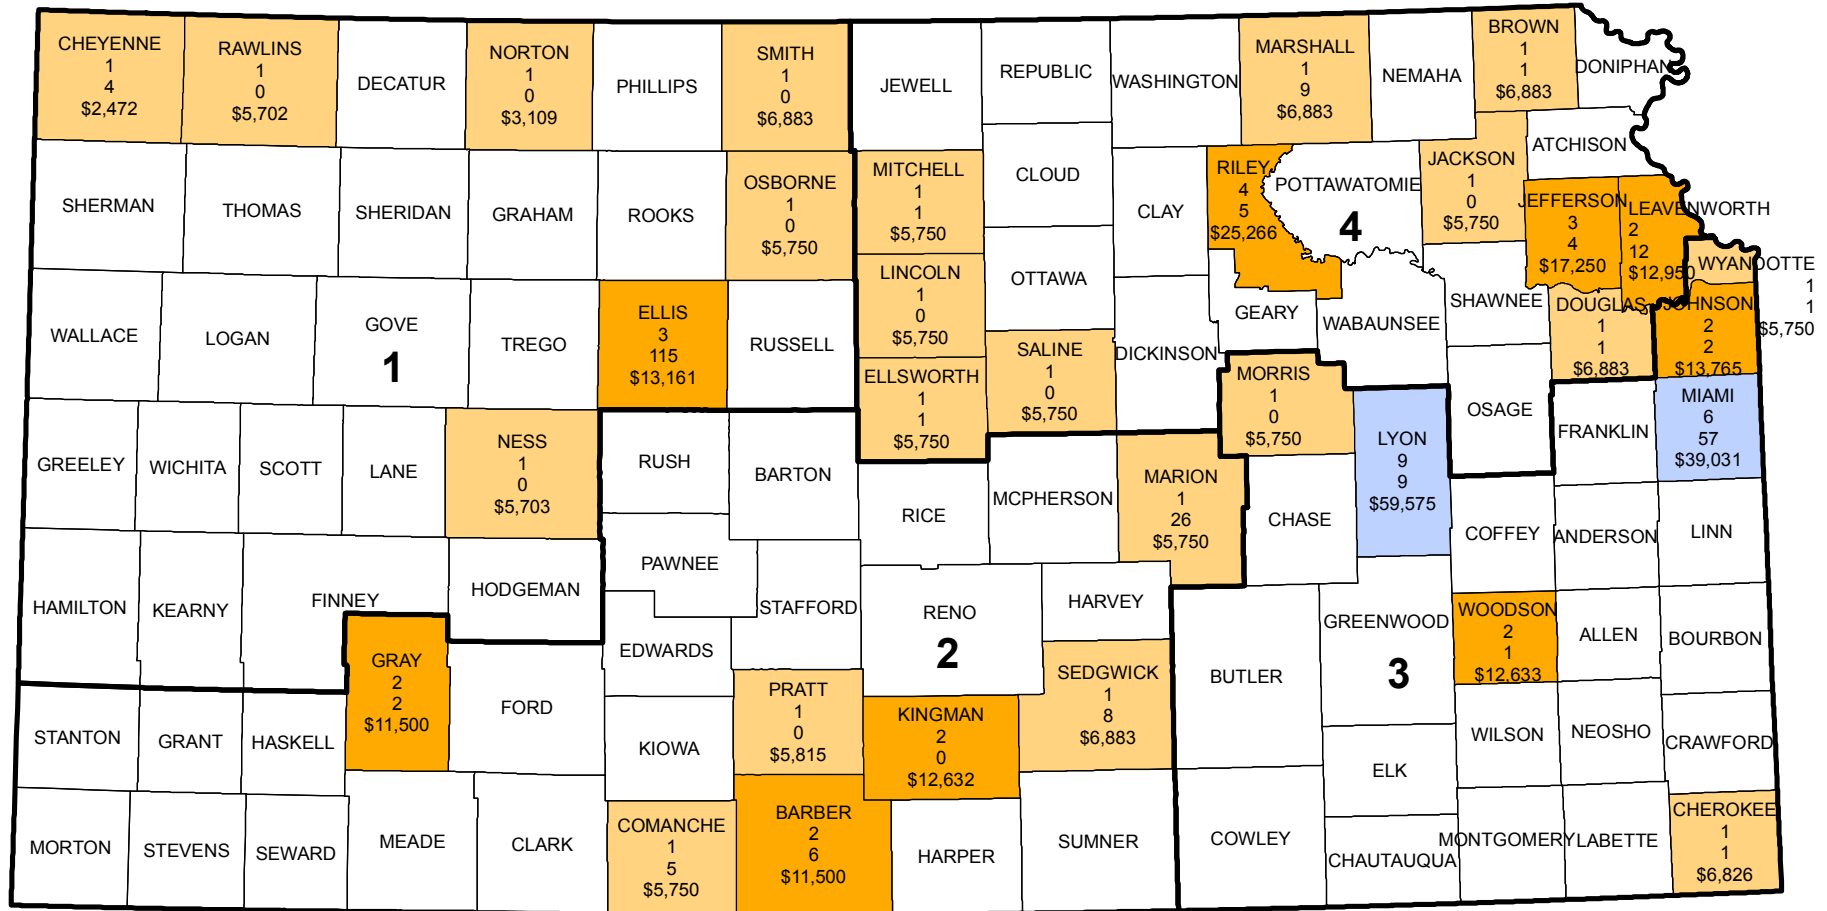 CHEYENNE
1
4
$2,472
RAWLINS
1
0
$5,702
DECATUR
NORTON
1
0
$3,109
PHILLIPS
SMITH
1
0
$6,883
JEWELL
REPUBLIC
WASHINGTON
MARSHALL
1
9
$6,883
NEMAHA
BROWN
1
1
$6,883
DONIPHAN
SHERMAN
THOMAS
SHERIDAN
GRAHAM
ROOKS
OSBORNE
1
0
$5,750
MITCHELL
1
1
$5,750
CLOUD
CLAY
RILEY
4
5
$25,266
POTTAWATOMIE
4
JACKSON
1
0
$5,750
ATCHISON
JEFFERSON
3
4
$17,250
LEAVENWORTH
2
12
$12,950
WYANDOTTE
1
1
$5,750
WALLACE
LOGAN
GOVE
1
TREGO
ELLIS
3
115
$13,161
RUSSELL
LINCOLN
1
0
$5,750
OTTAWA
SALINE
1
0
$5,750
DICKINSON
GEARY
WABAUNSEE
SHAWNEE
DOUGLAS
1
1
$6,883
JOHNSON
2
2
$13,765
ELLSWORTH
1
1
$5,750
MORRIS
1
0
$5,750
LYON
9
9
$59,575
OSAGE
FRANKLIN
MIAMI
6
57
$39,031
GREELEY
WICHITA
SCOTT
LANE
NESS
1
0
$5,703
RUSH
BARTON
RICE
MCPHERSON
MARION
1
26
$5,750
CHASE
COFFEY
ANDERSON
LINN
HAMILTON
KEARNY
FINNEY
HODGEMAN
PAWNEE
STAFFORD
RENO
2
HARVEY
GREENWOOD
3
WOODSON
2
1
$12,633
ALLEN
BOURBON
GRAY
2
2
$11,500
FORD
EDWARDS
PRATT
1
0
$5,815
KINGMAN
2
0
$12,632
SEDGWICK
1
8
$6,883
BUTLER
STANTON
GRANT
HASKELL
KIOWA
ELK
WILSON
NEOSHO
CRAWFORD
MORTON
STEVENS
SEWARD
MEADE
CLARK
COMANCHE
1
5
$5,750
BARBER
2
6
$11,500
HARPER
SUMNER
COWLEY
CHAUTAUQUA
MONTGOMERY
LABETTE
CHEROKEE
1
1
$6,826